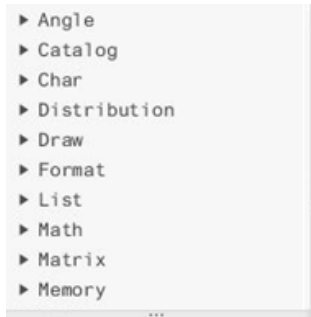 Angle
Catalog
Char
Distribution
Draw
Format
List
Math
Matrix
Memory